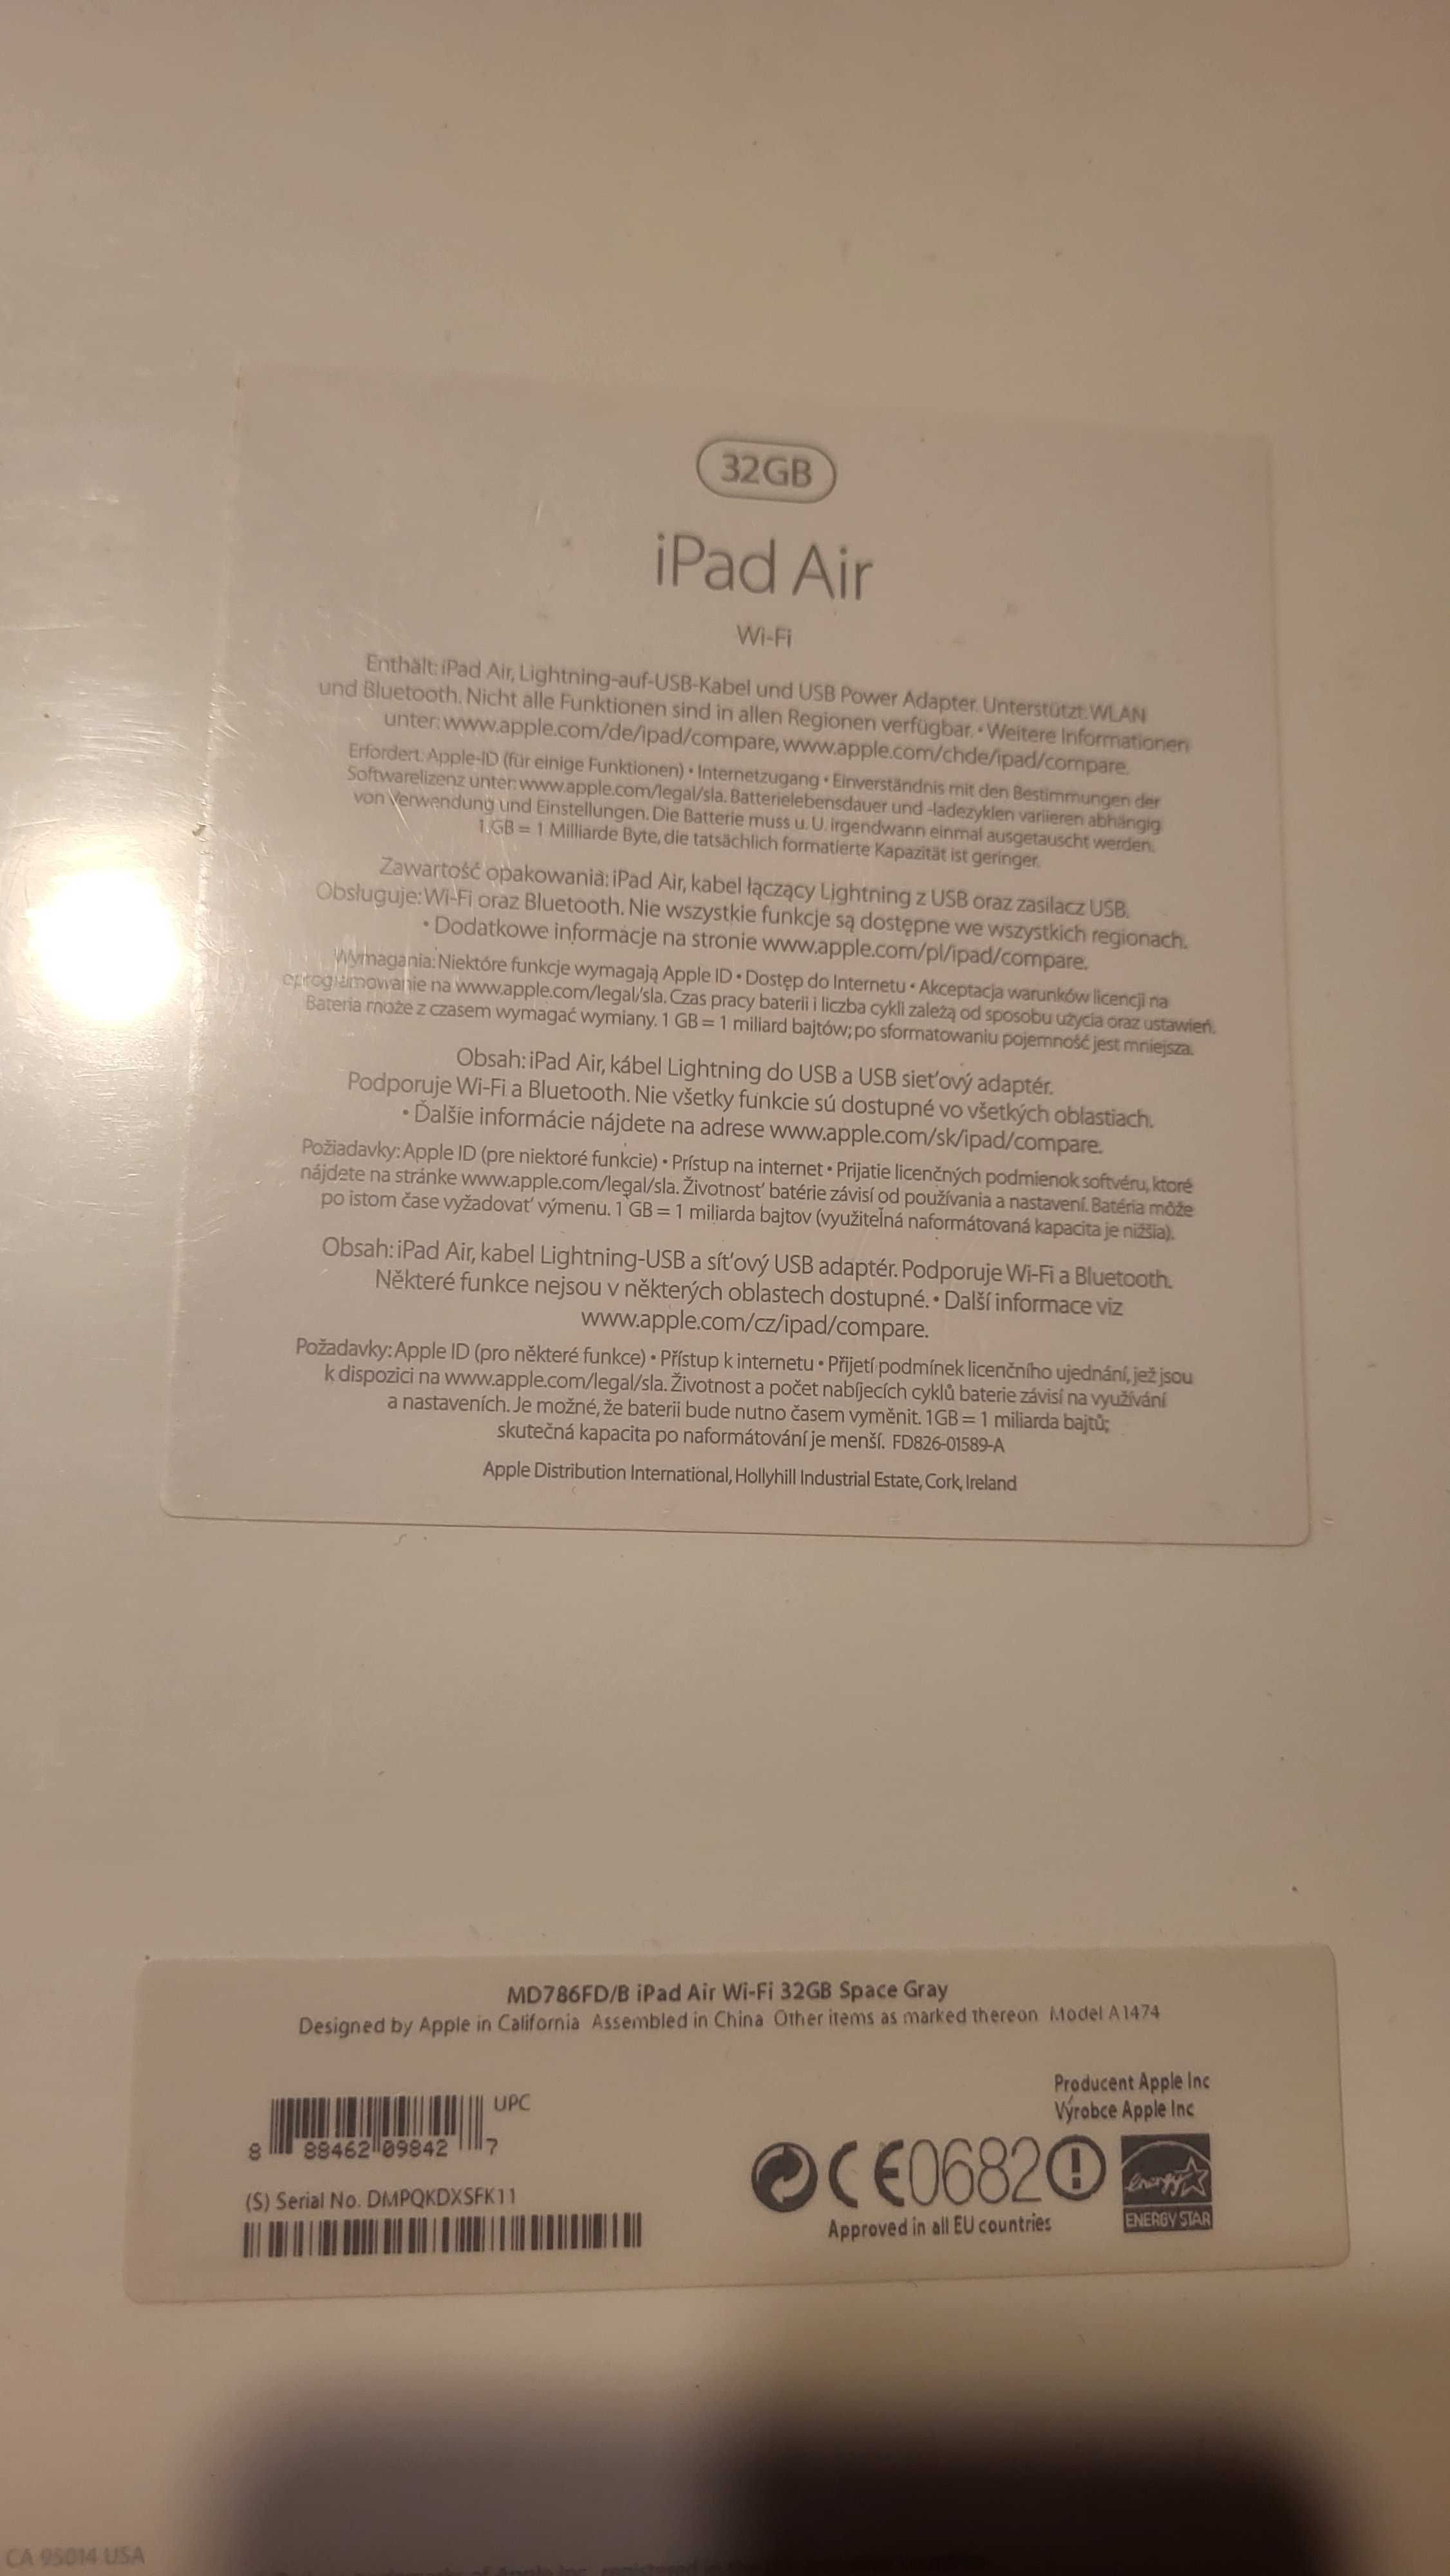 32GB
iPad Air
Wi-Fi
Enthält: iPad Air, Lightning-auf-USB-Kabel und USB Power Adapter. Unterstützt: WLAN
und Bluetooth. Nicht alle Funktionen sind in allen Regionen verfügbar. • Weitere Informationen
unter: www.apple.com/de/ipad/compare, www.apple.com/chde/ipad/compare.
Erfordert: Apple-ID (für einige Funktionen) • Internetzugang • Einverständnis mit den Bestimmungen der
Softwarelizenz unter: www.apple.com/legal/sla. Batterielebensdauer und -ladezyklen variieren abhängig
von Verwendung und Einstellungen. Die Batterie muss u. U. irgendwann einmal ausgetauscht werden.
1 GB = 1 Milliarde Byte, die tatsächlich formatierte Kapazität ist geringer.
Zawartość opakowania: iPad Air, kabel łączący Lightning z USB oraz zasilacz USB.
Obsługuje: Wi-Fi oraz Bluetooth. Nie wszystkie funkcje są dostępne we wszystkich regionach.
• Dodatkowe informacje na stronie www.apple.com/pl/ipad/compare.
Wymagania: Niektóre funkcje wymagają Apple ID • Dostęp do Internetu • Akceptacja warunków licencji na
oprogramowanie na www.apple.com/legal/sla. Czas pracy baterii i liczba cykli zależą od sposobu użycia oraz ustawień.
Bateria może z czasem wymagać wymiany. 1 GB = 1 miliard bajtów; po sformatowaniu pojemność jest mniejsza.
Obsah: iPad Air, kábel Lightning do USB a USB sieťový adaptér.
Podporuje Wi-Fi a Bluetooth. Nie všetky funkcie sú dostupné vo všetkých oblastiach.
• Ďalšie informácie nájdete na adrese www.apple.com/sk/ipad/compare.
Požiadavky: Apple ID (pre niektoré funkcie) • Prístup na internet • Prijatie licenčných podmienok softvéru, ktoré
nájdete na stránke www.apple.com/legal/sla. Životnosť batérie závisí od používania a nastavení. Batéria môže
po istom čase vyžadovať výmenu. 1 GB = 1 miliarda bajtov (využiteľná naformátovaná kapacita je nižšia).
Obsah: iPad Air, kabel Lightning-USB a síťový USB adaptér. Podporuje Wi-Fi a Bluetooth.
Některé funkce nejsou v některých oblastech dostupné. • Další informace viz
www.apple.com/cz/ipad/compare.
Požadavky: Apple ID (pro některé funkce) • Přístup k internetu • Přijetí podmínek licenčního ujednání, jež jsou
k dispozici na www.apple.com/legal/sla. Životnost a počet nabíjecích cyklů baterie závisí na využívání
a nastaveních. Je možné, že baterii bude nutno časem vyměnit. 1GB = 1 miliarda bajtů;
skutečná kapacita po naformátování je menší. FD826-01589-A
Apple Distribution International, Hollyhill Industrial Estate, Cork, Ireland
MD786FD/B iPad Air Wi-Fi 32GB Space Gray
Designed by Apple in California Assembled in China Other items as marked thereon Model A1474
Producent Apple Inc
Výrobce Apple Inc
UPC
8 88462 09842 7
(S) Serial No. DMPQKDXSFK11
CE0682
Approved in all EU countries
energy
ENERGY STAR
CA 95014 USA